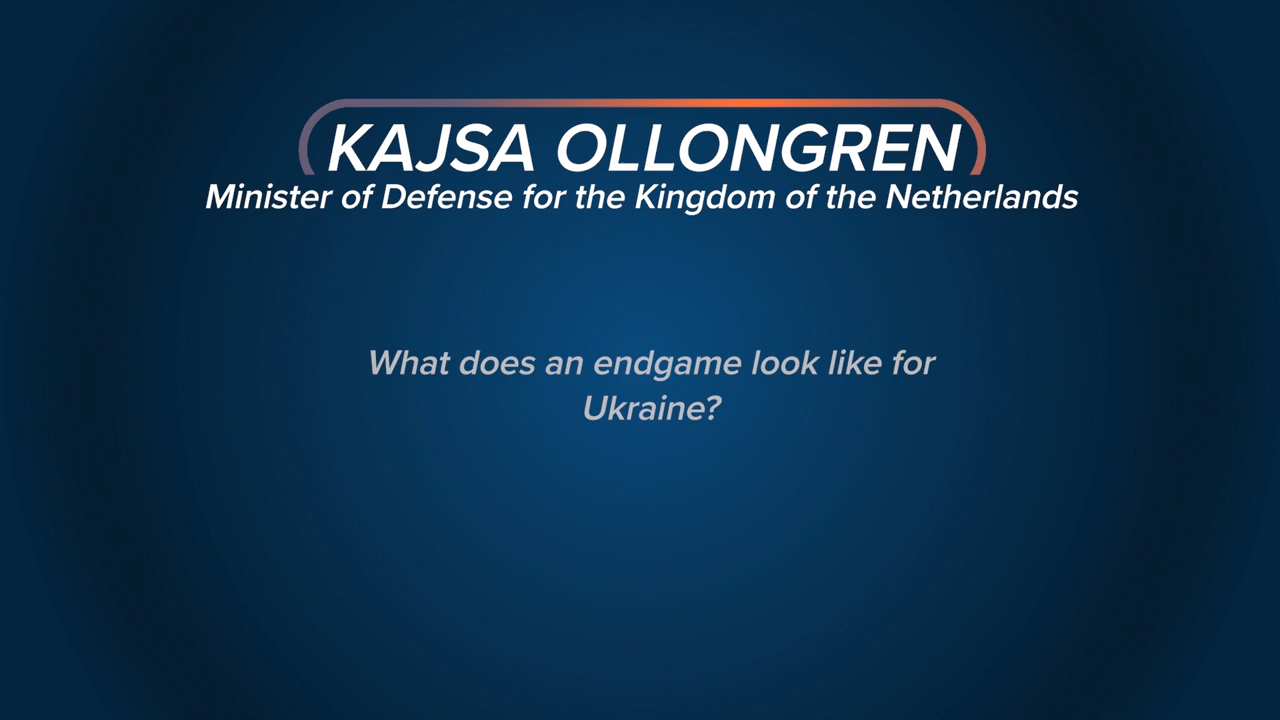 KAJSA OLLONGREN
Minister of Defense for the Kingdom of the Netherlands
What does an endgame look like for
Ukraine?